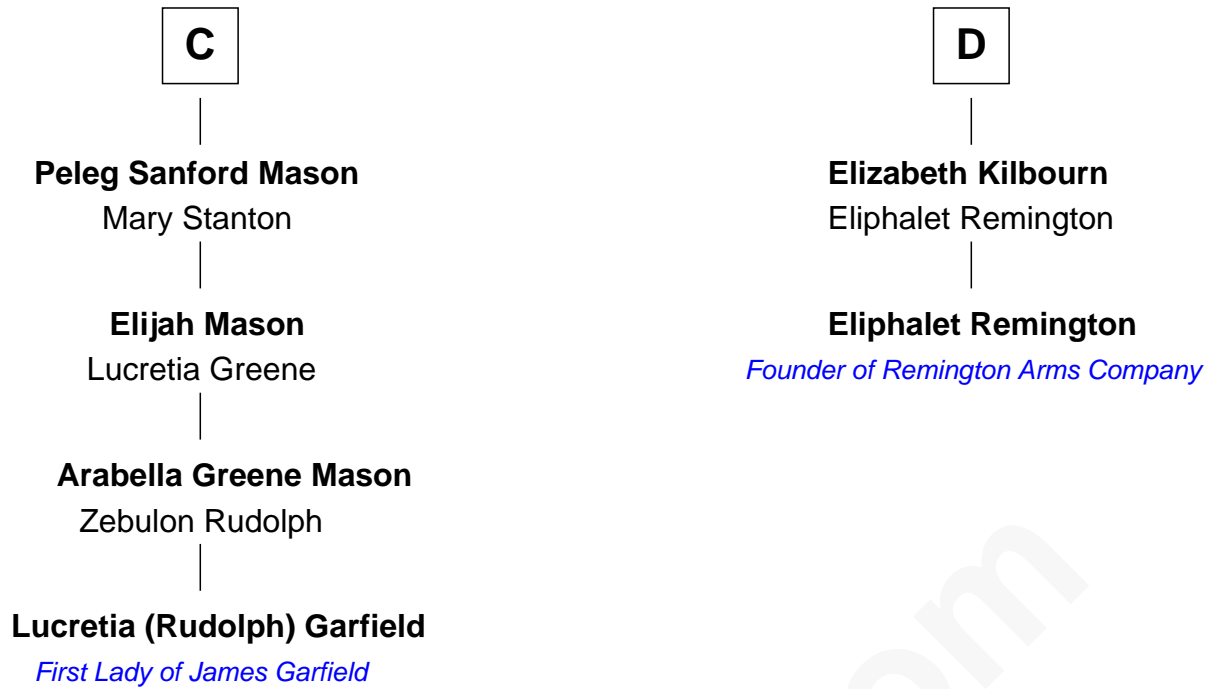 C
Peleg Sanford Mason
Mary Stanton
Elijah Mason
Lucretia Greene
Arabella Greene Mason
Zebulon Rudolph
Lucretia (Rudolph) Garfield
First Lady of James Garfield
D
Elizabeth Kilbourn
Eliphalet Remington
Eliphalet Remington
Founder of Remington Arms Company
om